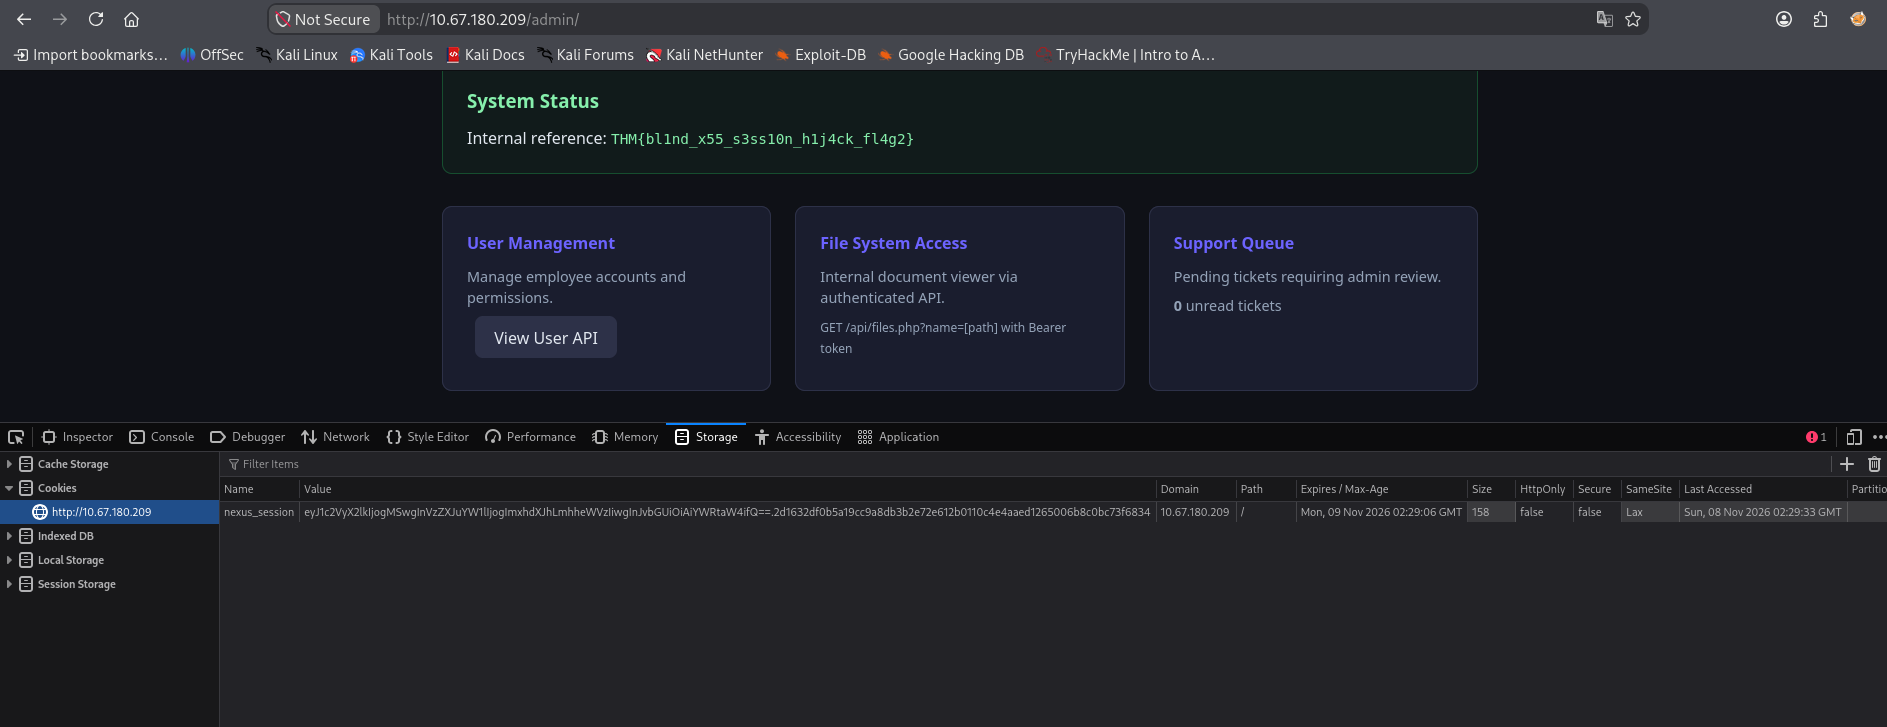 Not Secure http://10.67.180.209/admin/
Import bookmarks... OffSec Kali Linux Kali Tools Kali Docs Kali Forums Kali NetHunter Exploit-DB Google Hacking DB TryHackMe | Intro to A...
System Status
Internal reference: THM{bl1nd_x55_s3ss10n_h1j4ck_fl4g2}
User Management
Manage employee accounts and
permissions.
View User API
File System Access
Internal document viewer via
authenticated API.
GET /api/files.php?name=[path] with Bearer
token
Support Queue
Pending tickets requiring admin review.
0 unread tickets
Inspector Console Debugger Network Style Editor Performance Memory Storage Accessibility Application 1
Cache Storage
Cookies
http://10.67.180.209
Indexed DB
Local Storage
Session Storage
Filter Items
Name Value Domain Path Expires / Max-Age Size HttpOnly Secure SameSite Last Accessed Partitio
nexus_session eyJ1c2VyX2lkIjogMSwgInVzZXJuYW1lIjogImxhdXJhLmhheWVzIiwgInJvbGUiOiAiYWRtaW4ifQ==.2d1632df0b5a19cc9a8db3b2e72e612b0110c4e4aaed1265006b8c0bc73f6834 10.67.180.209 / Mon, 09 Nov 2026 02:29:06 GMT 158 false false Lax Sun, 08 Nov 2026 02:29:33 GMT